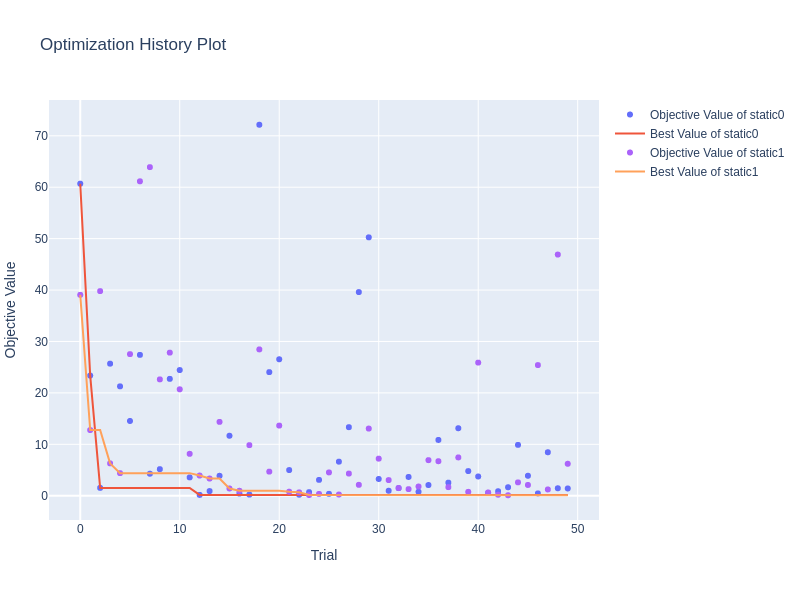 Optimization History Plot
Objective Value of static0
Best Value of static0
Objective Value of static1
Best Value of static1
70
60
50
40
30
20
10
0
Objective Value
0
10
20
30
40
50
Trial